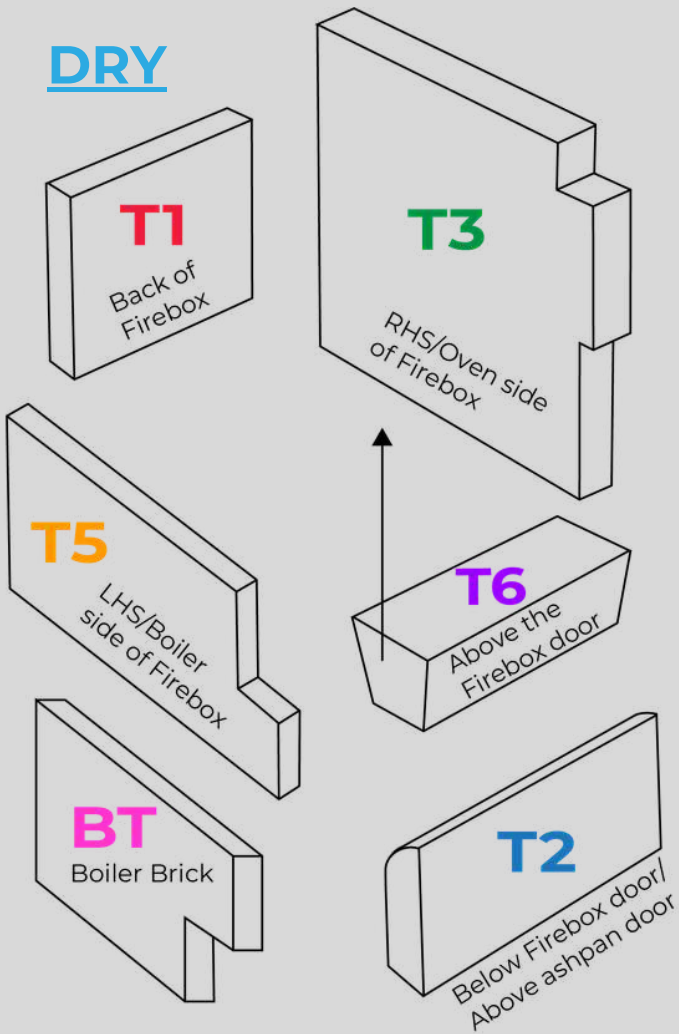 DRY
T1
Back of
Firebox
T3
RHS/Oven side
of Firebox
T5
LHS/Boiler
side of Firebox
T6
Above the
Firebox door
BT
Boiler Brick
T2
Below Firebox door/
Above ashpan door